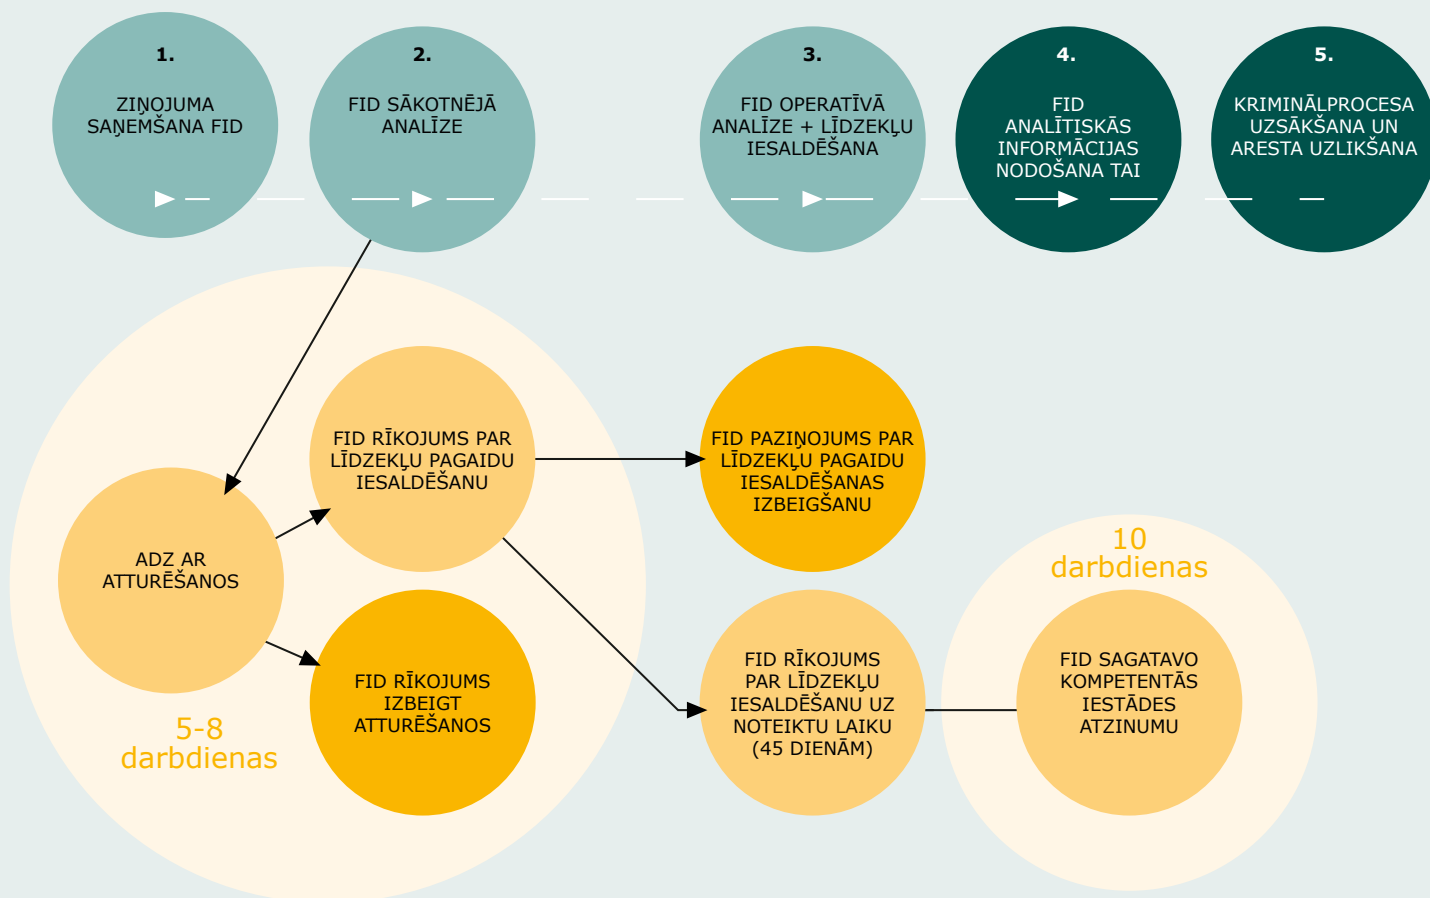 1.
ZIŅOJUMA
SAŅEMŠANA FID
2.
FID SĀKOTNĒJĀ
ANALĪZE
3.
FID OPERATĪVĀ
ANALĪZE + LĪDZEKĻU
IESALDĒŠANA
4.
FID
ANALĪTISKĀS
INFORMĀCIJAS
NODOŠANA TAI
5.
KRIMINĀLPROCESA
UZSĀKŠANA UN
ARESTA UZLIKŠANA
ADZ AR
ATTURĒŠANOS
5-8
darbdienas
FID RĪKOJUMS PAR
LĪDZEKĻU PAGAIDU
IESALDĒŠANU
FID RĪKOJUMS
IZBEIGT
ATTURĒŠANOS
FID PAZIŅOJUMS PAR
LĪDZEKĻU PAGAIDU
IESALDĒŠANAS
IZBEIGŠANU
FID RĪKOJUMS
PAR LĪDZEKĻU
IESALDĒŠANU UZ
NOTEIKTU LAIKU
(45 DIENĀM)
10
darbdienas
FID SAGATAVO
KOMPETENTĀS
IESTĀDES
ATZINUMU